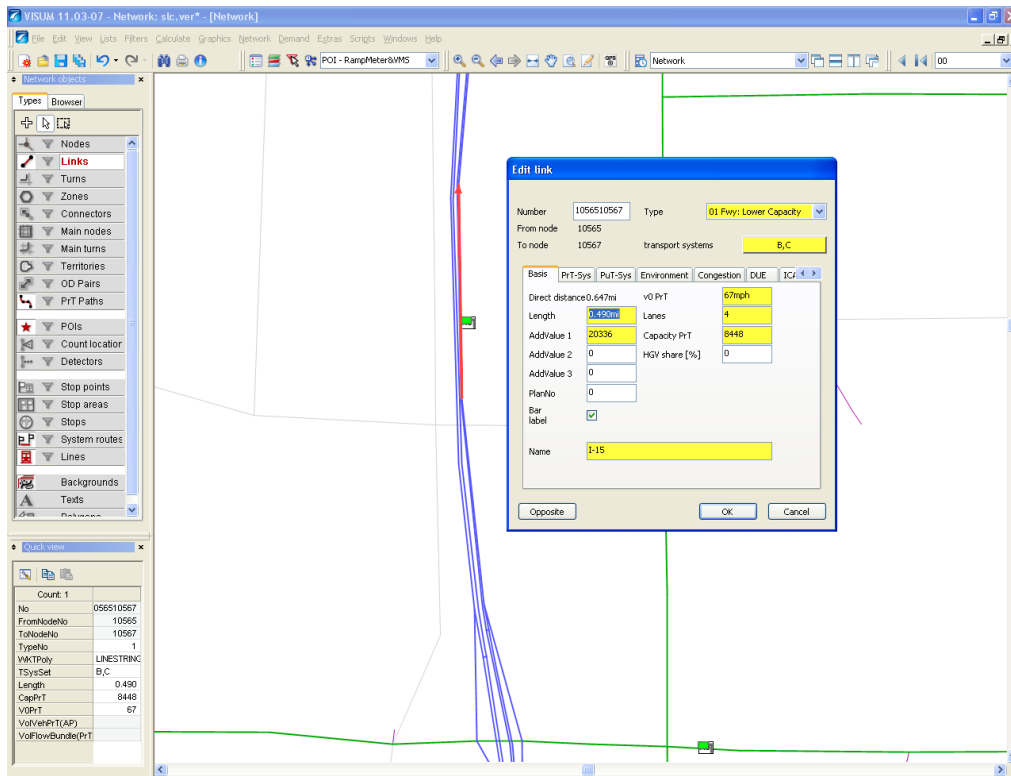 VISUM 11.03-07 - Network: slc.ver* - [Network]
File Edit View Lists Filters Calculate Graphics Network Demand Extras Scripts Windows Help
POI - RampMeter&VMS
Network
00
Network objects
Types Browser
Nodes
Links
Turns
Zones
Connectors
Main nodes
Main turns
Territories
OD Pairs
PrT Paths
POIs
Count location
Detectors
Stop points
Stop areas
Stops
System routes
Lines
Backgrounds
Texts
Quick view
Count: 1
No 056510567
FromNodeNo 10565
ToNodeNo 10567
TypeNo 1
WKTPoly LINESTRING
TSysSet B,C
Length 0.490
CapPrT 8448
V0PrT 67
VolVehPrT(AP)
VolFlowBundle(PrT
Edit link
Number 1056510567 Type 01 Fwy: Lower Capacity
From node 10565
To node 10567 transport systems B,C
Basis PrT-Sys PuT-Sys Environment Congestion DUE ICA
Direct distance 0.647mi v0 PrT 67mph
Length 0.490mi Lanes 4
AddValue 1 20336 Capacity PrT 8448
AddValue 2 0 HGV share [%] 0
AddValue 3 0
PlanNo 0
Bar
label
Name I-15
Opposite OK Cancel